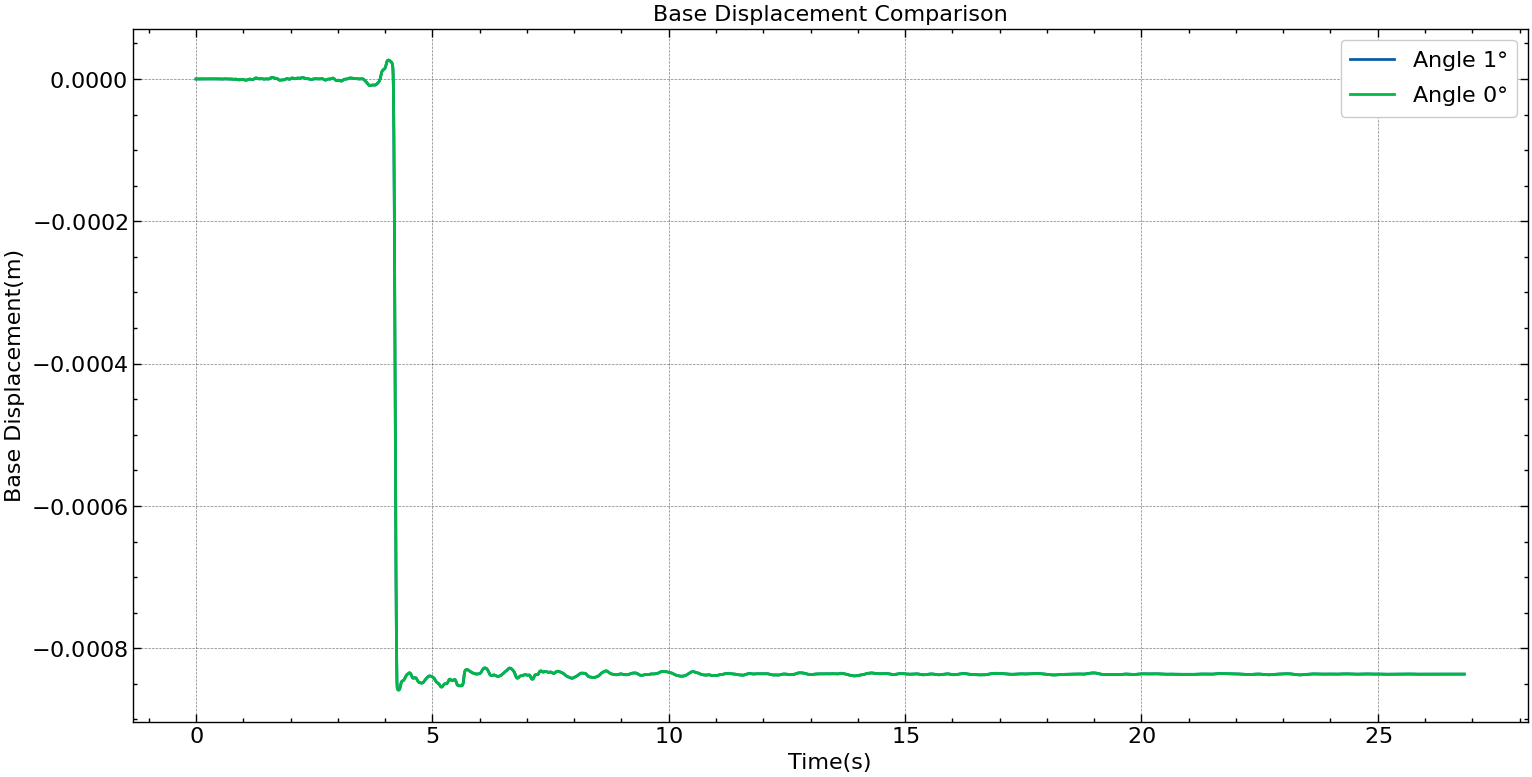 Base Displacement Comparison
Angle 1°
Angle 0°
0.0000
−0.0002
−0.0004
−0.0006
−0.0008
Base Displacement(m)
0 5 10 15 20 25
Time(s)